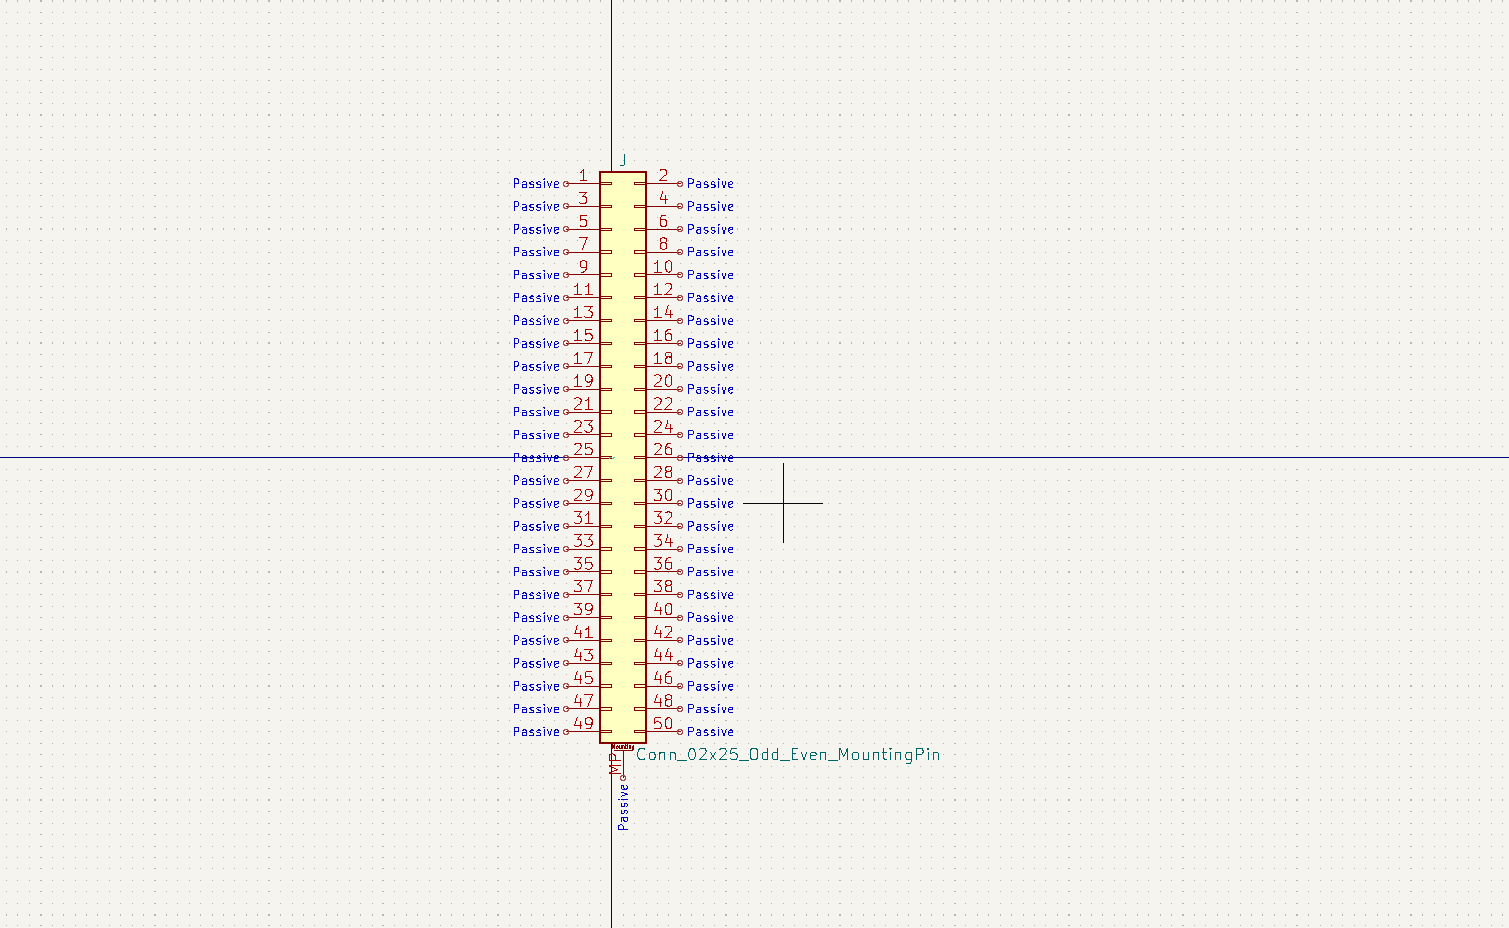 J
Passive 1 2 Passive
Passive 3 4 Passive
Passive 5 6 Passive
Passive 7 8 Passive
Passive 9 10 Passive
Passive 11 12 Passive
Passive 13 14 Passive
Passive 15 16 Passive
Passive 17 18 Passive
Passive 19 20 Passive
Passive 21 22 Passive
Passive 23 24 Passive
Passive 25 26 Passive
Passive 27 28 Passive
Passive 29 30 Passive
Passive 31 32 Passive
Passive 33 34 Passive
Passive 35 36 Passive
Passive 37 38 Passive
Passive 39 40 Passive
Passive 41 42 Passive
Passive 43 44 Passive
Passive 45 46 Passive
Passive 47 48 Passive
Passive 49 50 Passive
Mounting
MP Conn_02x25_Odd_Even_MountingPin
Passive